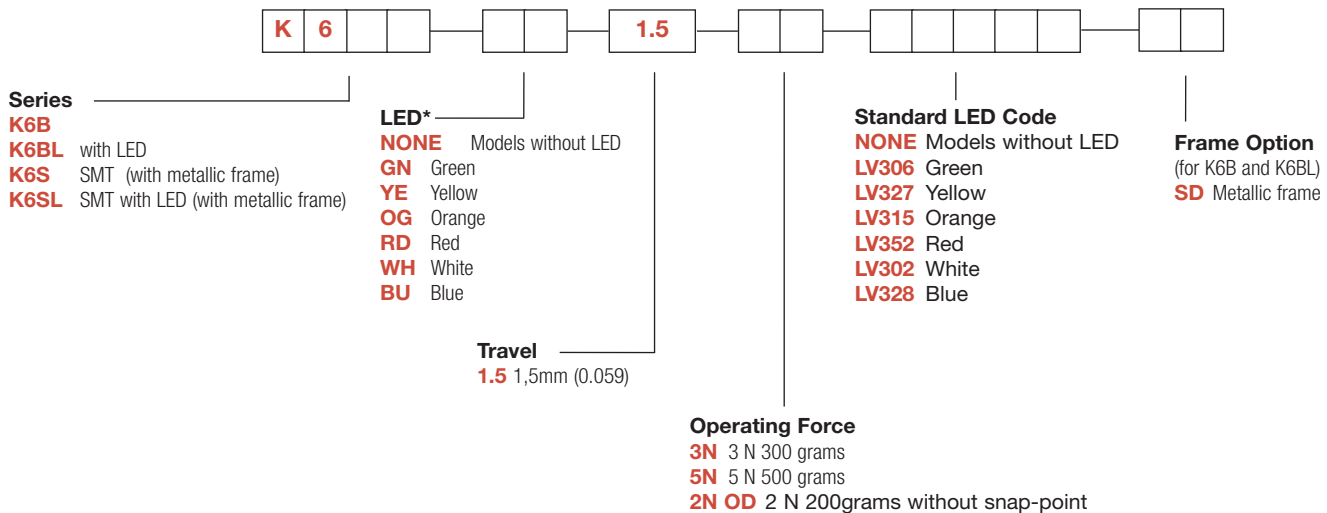 K 6 1.5
Series
K6B
K6BL with LED
K6S SMT (with metallic frame)
K6SL SMT with LED (with metallic frame)
LED*
NONE Models without LED
GN Green
YE Yellow
OG Orange
RD Red
WH White
BU Blue
Travel
1.5 1,5mm (0.059)
Operating Force
3N 3 N 300 grams
5N 5 N 500 grams
2N OD 2 N 200grams without snap-point
Standard LED Code
NONE Models without LED
LV306 Green
LV327 Yellow
LV315 Orange
LV352 Red
LV302 White
LV328 Blue
Frame Option
(for K6B and K6BL)
SD Metallic frame